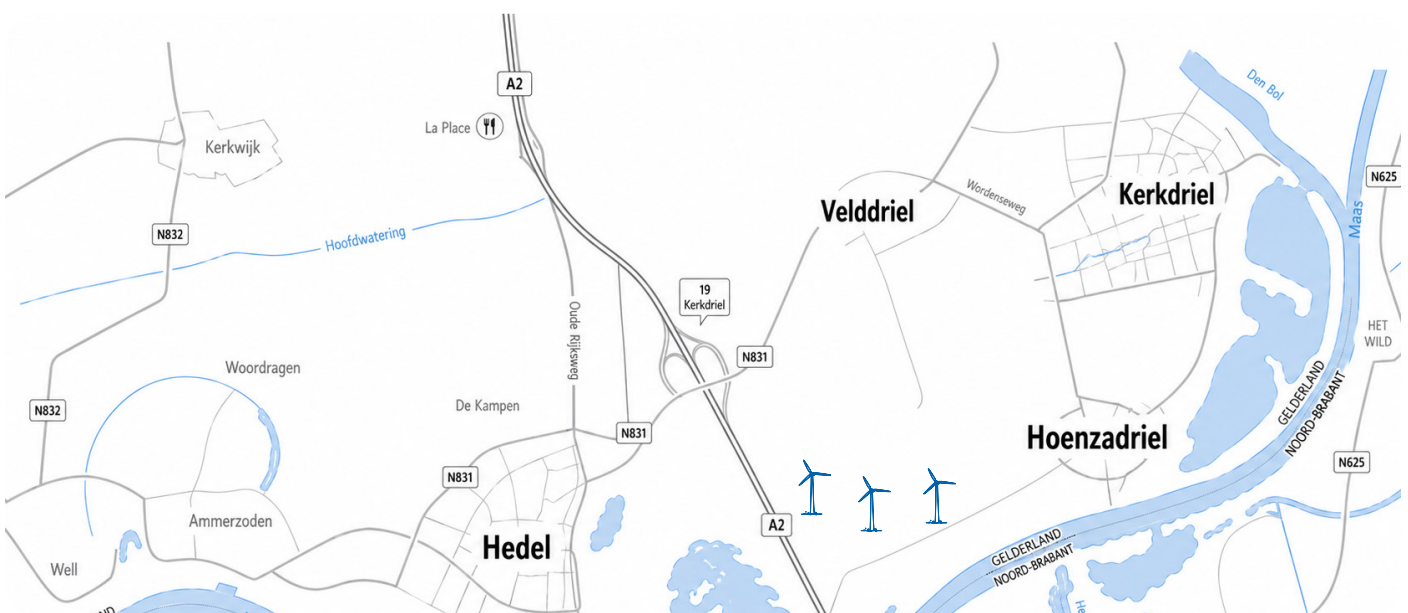 A2
Den Bol
La Place
Kerkwijk
N625
Kerkdriel
Wordenseweg
Velddriel
Maas
N832
Hoofdwatering
19
Kerkdriel
Oude Rijksweg
HET
WILD
N831
Woordragen
GELDERLAND
NOORD-BRABANT
N832
De Kampen
N831
Hoenzadriel
N625
N831
Ammerzoden
A2
Hedel
GELDERLAND
NOORD-BRABANT
Well